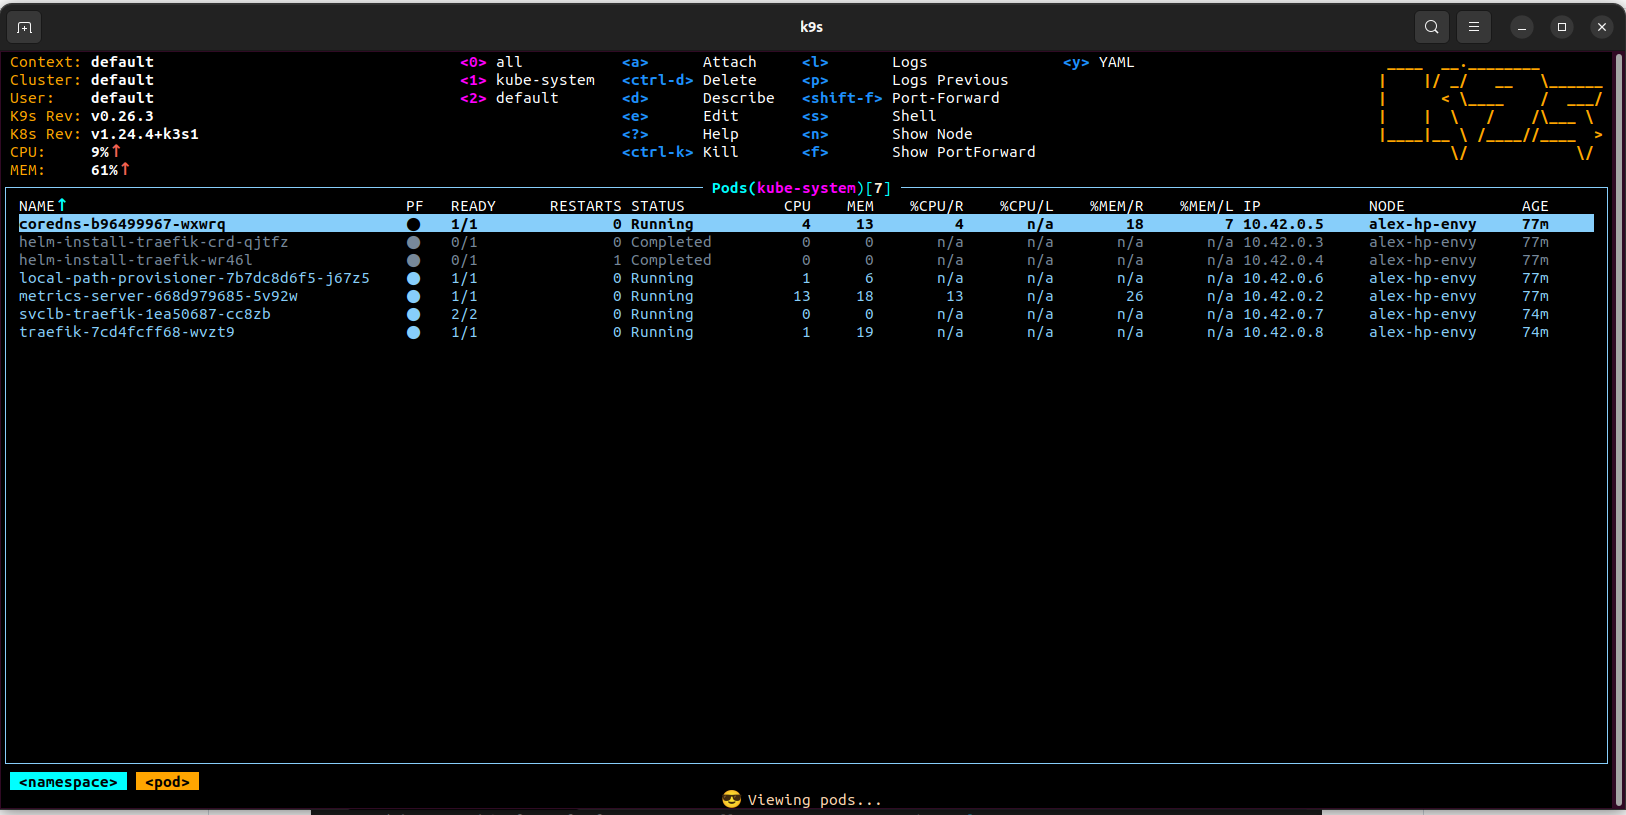 k9s
Context: default <0> all <a> Attach <l> Logs <y> YAML
Cluster: default <1> kube-system <ctrl-d> Delete <p> Logs Previous
User: default <2> default <d> Describe <shift-f> Port-Forward
K9s Rev: v0.26.3 <e> Edit <s> Shell
K8s Rev: v1.24.4+k3s1 <?> Help <n> Show Node
CPU: 9%↑ <ctrl-k> Kill <f> Show PortForward
MEM: 61%↑
Pods(kube-system)[7]
NAME↑ PF READY RESTARTS STATUS CPU MEM %CPU/R %CPU/L %MEM/R %MEM/L IP NODE AGE
coredns-b96499967-wxwrq ● 1/1 0 Running 4 13 4 n/a 18 7 10.42.0.5 alex-hp-envy 77m
helm-install-traefik-crd-qjtfz ● 0/1 0 Completed 0 0 n/a n/a n/a n/a 10.42.0.3 alex-hp-envy 77m
helm-install-traefik-wr46l ● 0/1 1 Completed 0 0 n/a n/a n/a n/a 10.42.0.4 alex-hp-envy 77m
local-path-provisioner-7b7dc8d6f5-j67z5 ● 1/1 0 Running 1 6 n/a n/a n/a n/a 10.42.0.6 alex-hp-envy 77m
metrics-server-668d979685-5v92w ● 1/1 0 Running 13 18 13 n/a 26 n/a 10.42.0.2 alex-hp-envy 77m
svclb-traefik-1ea50687-cc8zb ● 2/2 0 Running 0 0 n/a n/a n/a n/a 10.42.0.7 alex-hp-envy 74m
traefik-7cd4fcff68-wvzt9 ● 1/1 0 Running 1 19 n/a n/a n/a n/a 10.42.0.8 alex-hp-envy 74m
<namespace> <pod>
😎 Viewing pods...